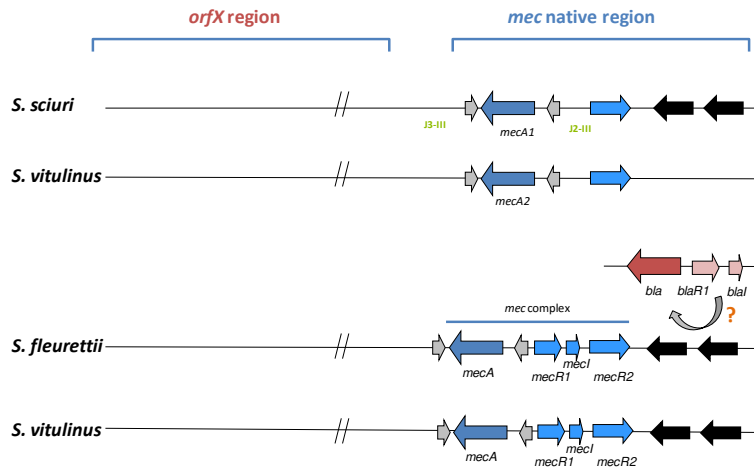 orfX region
mec native region
S. sciuri
J3-III
mecA1
J2-III
S. vitulinus
mecA2
bla
blaR1
blaI
?
mec complex
S. fleurettii
mecA
mecR1
mecI
mecR2
S. vitulinus
mecA
mecR1
mecI
mecR2